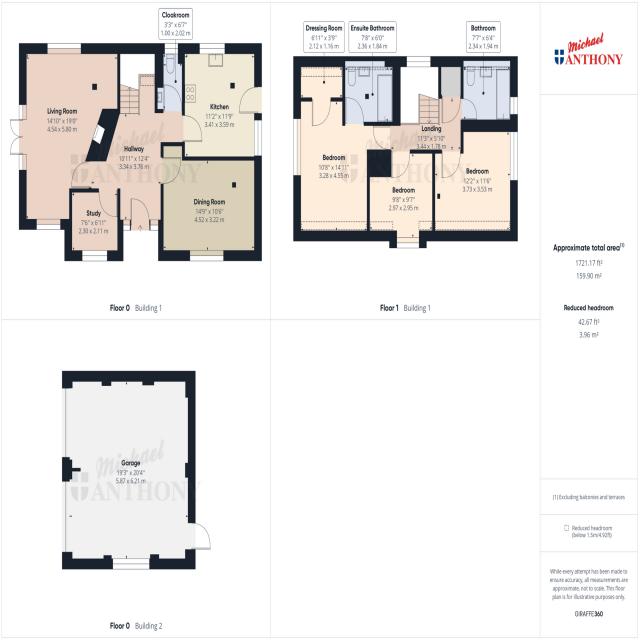 Cloakroom
3'3" x 6'7"
1.00 x 2.02 m
Living Room
14'10" x 19'0"
4.54 x 5.80 m
Kitchen
11'2" x 11'9"
3.41 x 3.59 m
Hallway
10'11" x 12'4"
3.34 x 3.76 m
Study
7'6" x 6'11"
2.30 x 2.11 m
Dining Room
14'9" x 10'6"
4.52 x 3.22 m
Michael
ANTHONY
Floor 0 Building 1
Dressing Room
6'11" x 3'9"
2.12 x 1.16 m
Ensuite Bathroom
7'8" x 6'0"
2.36 x 1.84 m
Bathroom
7'7" x 6'4"
2.34 x 1.94 m
Landing
11'3" x 5'10"
3.44 x 1.78 m
Bedroom
10'8" x 14'11"
3.28 x 4.55 m
Bedroom
9'8" x 9'7"
2.97 x 2.95 m
Bedroom
12'2" x 11'6"
3.73 x 3.53 m
Michael
ANTHONY
Floor 1 Building 1
Garage
19'3" x 20'4"
5.87 x 6.21 m
Michael
ANTHONY
Floor 0 Building 2
Michael
ANTHONY
Approximate total area(1)
1721.17 ft²
159.90 m²
Reduced headroom
42.67 ft²
3.96 m²
(1) Excluding balconies and terraces
Reduced headroom
(below 1.5m/4.92ft)
While every attempt has been made to
ensure accuracy, all measurements are
approximate, not to scale. This floor
plan is for illustrative purposes only.
GIRAFFE360